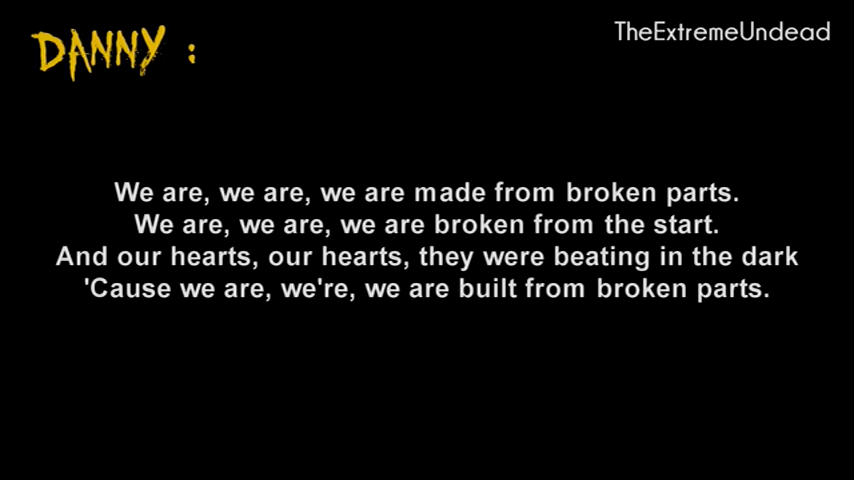 DANNY :
TheExtremeUndead
We are, we are, we are made from broken parts.
We are, we are, we are broken from the start.
And our hearts, our hearts, they were beating in the dark
'Cause we are, we're, we are built from broken parts.